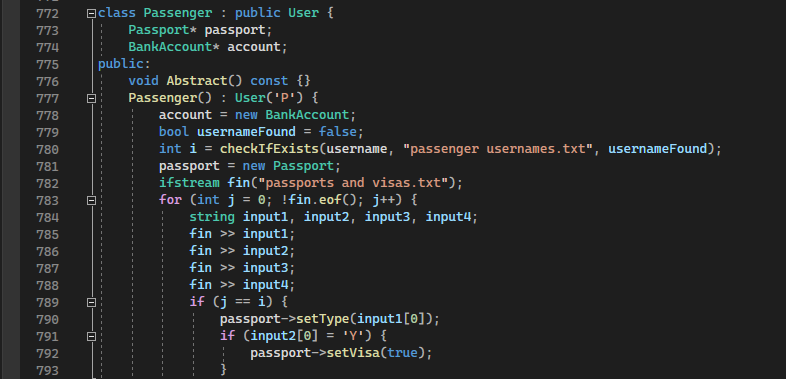 772 class Passenger : public User {
773 Passport* passport;
774 BankAccount* account;
775 public:
776 void Abstract() const {}
777 Passenger() : User('P') {
778 account = new BankAccount;
779 bool usernameFound = false;
780 int i = checkIfExists(username, "passenger usernames.txt", usernameFound);
781 passport = new Passport;
782 ifstream fin("passports and visas.txt");
783 for (int j = 0; !fin.eof(); j++) {
784 string input1, input2, input3, input4;
785 fin >> input1;
786 fin >> input2;
787 fin >> input3;
788 fin >> input4;
789 if (j == i) {
790 passport->setType(input1[0]);
791 if (input2[0] = 'Y') {
792 passport->setVisa(true);
793 }